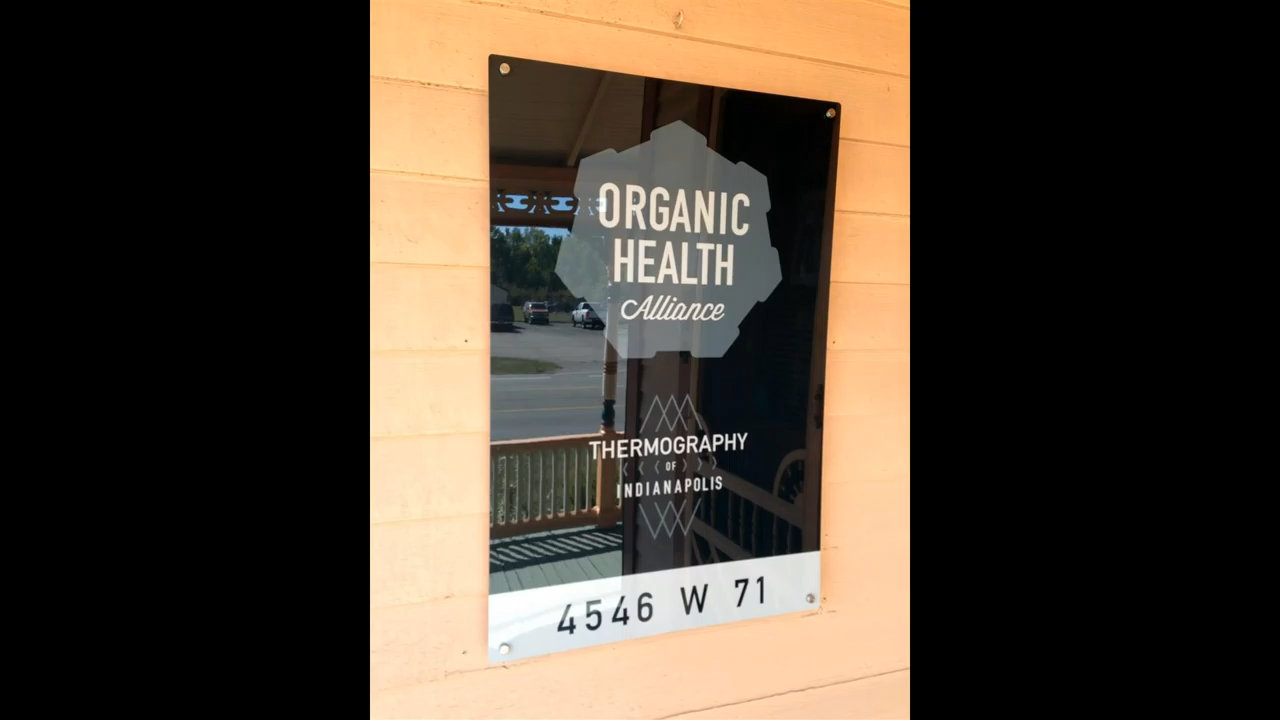 ORGANIC
HEALTH
Alliance
THERMOGRAPHY
OF
INDIANAPOLIS
4546 W 71